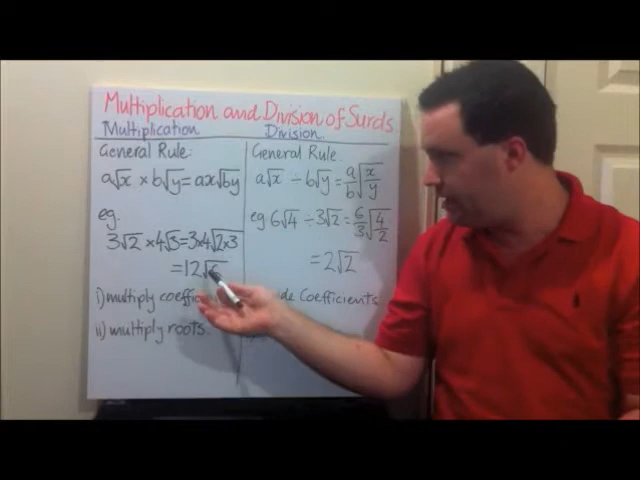 Multiplication and Division of Surds
Multiplication
General Rule:
a√x × b√y = ax√by
eg.
3√2 × 4√3 = 3×4√2×3
= 12√6
i) multiply
ii) multiply roots.
Division
General Rule.
a√x ÷ b√y = a/b √x/y
eg 6√4 ÷ 3√2 = 6/3 √4/2
= 2√2
Coefficients